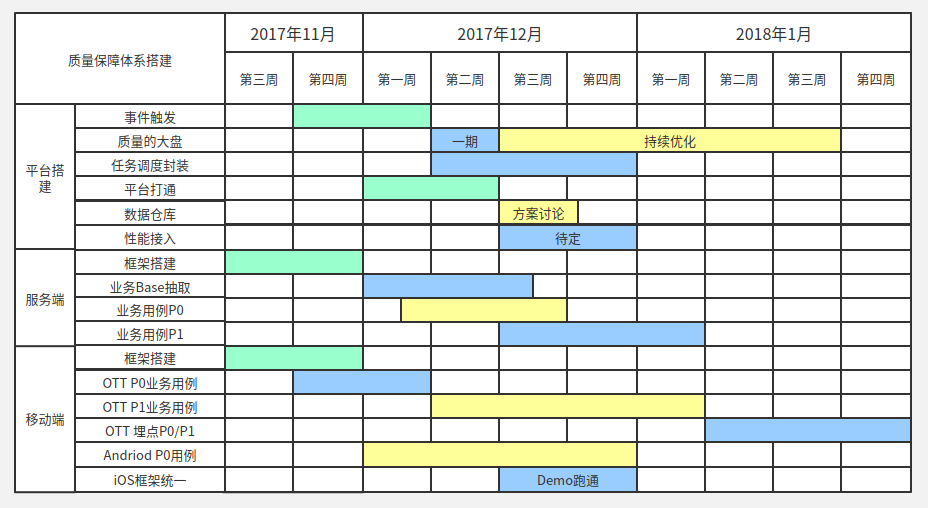 质量保障体系搭建
2017年11月
2017年12月
2018年1月
第三周
第四周
第一周
第二周
第三周
第四周
第一周
第二周
第三周
第四周
平台搭
建
事件触发
质量的大盘
一期
持续优化
任务调度封装
平台打通
数据仓库
方案讨论
性能接入
待定
服务端
框架搭建
业务Base抽取
业务用例P0
业务用例P1
移动端
框架搭建
OTT P0业务用例
OTT P1业务用例
OTT 埋点P0/P1
Andriod P0用例
iOS框架统一
Demo跑通